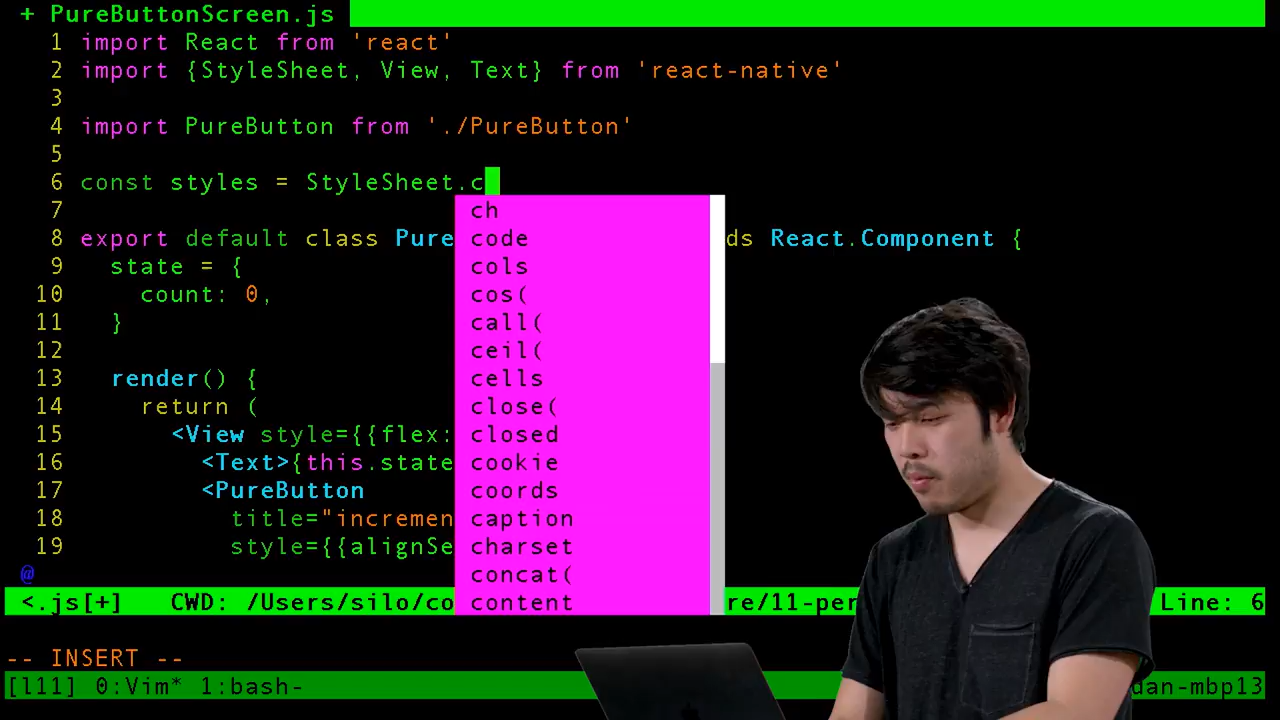 + PureButtonScreen.js
1 import React from 'react'
2 import {StyleSheet, View, Text} from 'react-native'
3
4 import PureButton from './PureButton'
5
6 const styles = StyleSheet.c
7
ch
8 export default class Pure
code
ds React.Component {
9 state = {
cols
10 count: 0,
cos(
11 }
call(
12
ceil(
13 render() {
cells
14 return (
close(
15 <View style={{flex:
closed
16 <Text>{this.state
cookie
17 <PureButton
coords
18 title="incremen
caption
19 style={{alignSe
charset
@
concat(
<.js[+] CWD: /Users/silo/co
content
re/11-per
Line: 6
-- INSERT --
[l11] 0:Vim* 1:bash-
dan-mbp13